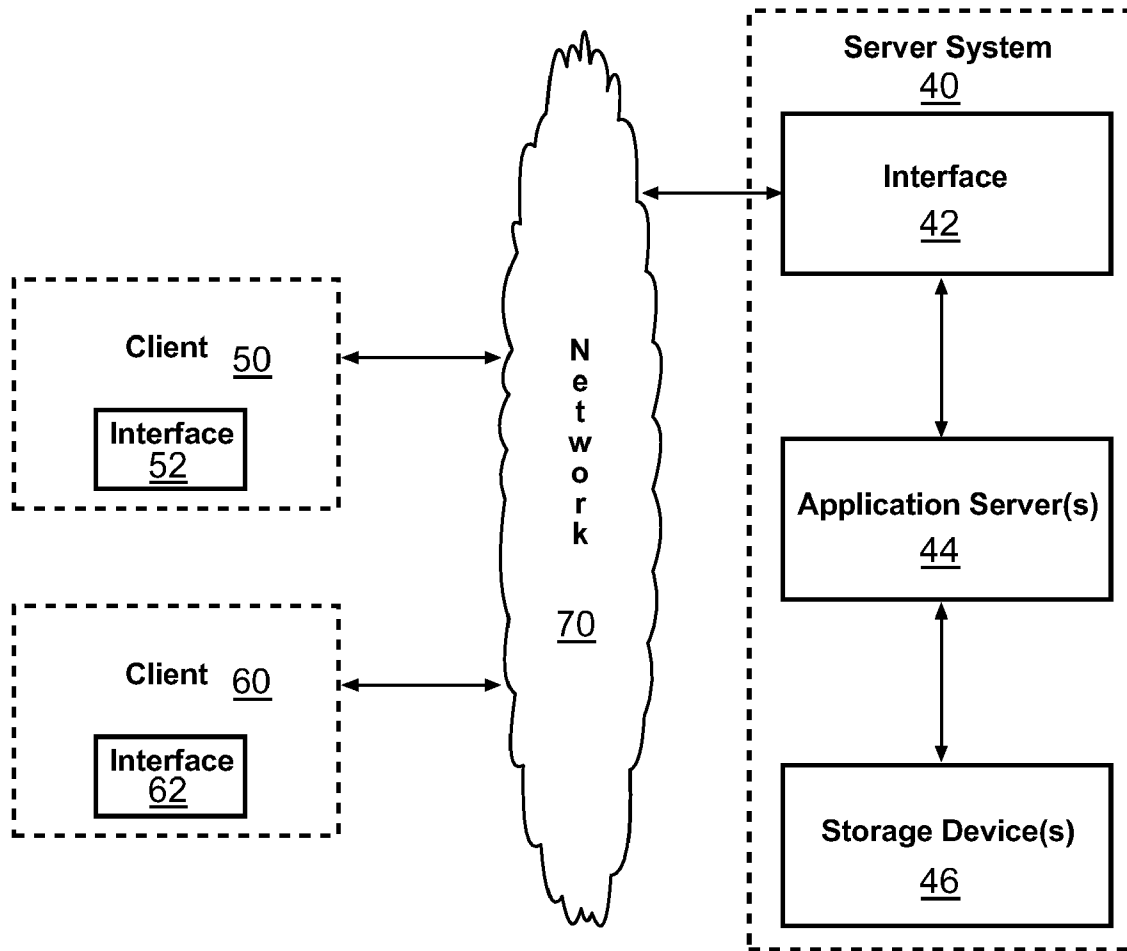 Server System
40
Interface
42
Client 50
Interface
52
Network
70
Application Server(s)
44
Client 60
Interface
62
Storage Device(s)
46